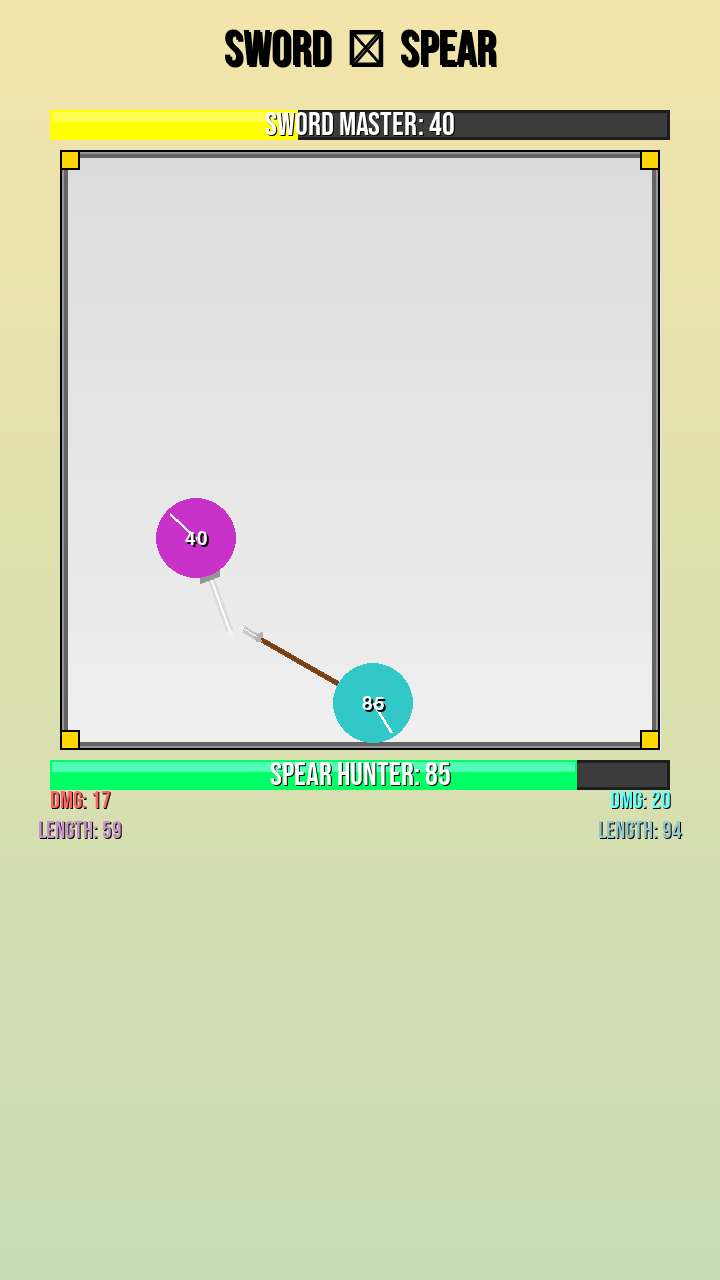 SWORD ☒ SPEAR
SWORD MASTER: 40
40
85
SPEAR HUNTER: 85
DMG: 17
DMG: 20
LENGTH: 59
LENGTH: 94